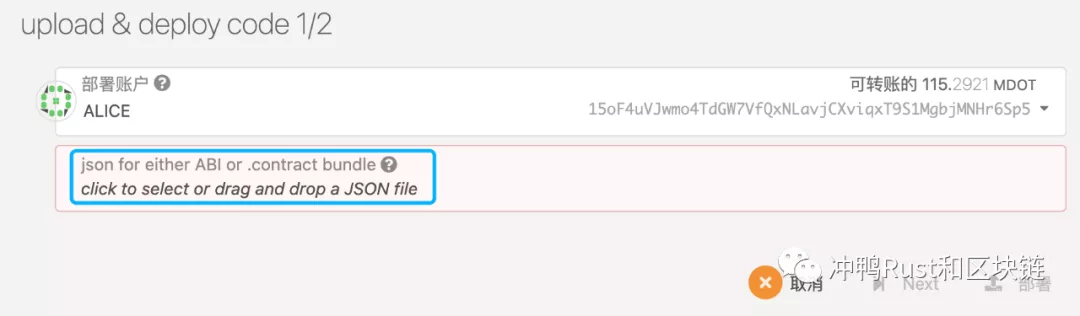 upload & deploy code 1/2
部署账户 ?
可转账的 115.2921 MDOT
ALICE
15oF4uVJwmo4TdGW7VfQxNLavjCXviqxT9S1MgbjMNHr6Sp5
json for either ABI or .contract bundle ?
click to select or drag and drop a JSON file
取消
Next
部署
冲鸭Rust和区块链